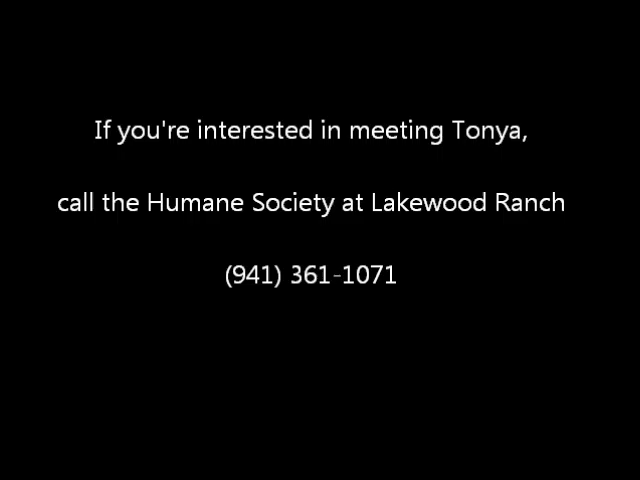 If you're interested in meeting Tonya,
call the Humane Society at Lakewood Ranch
(941) 361-1071